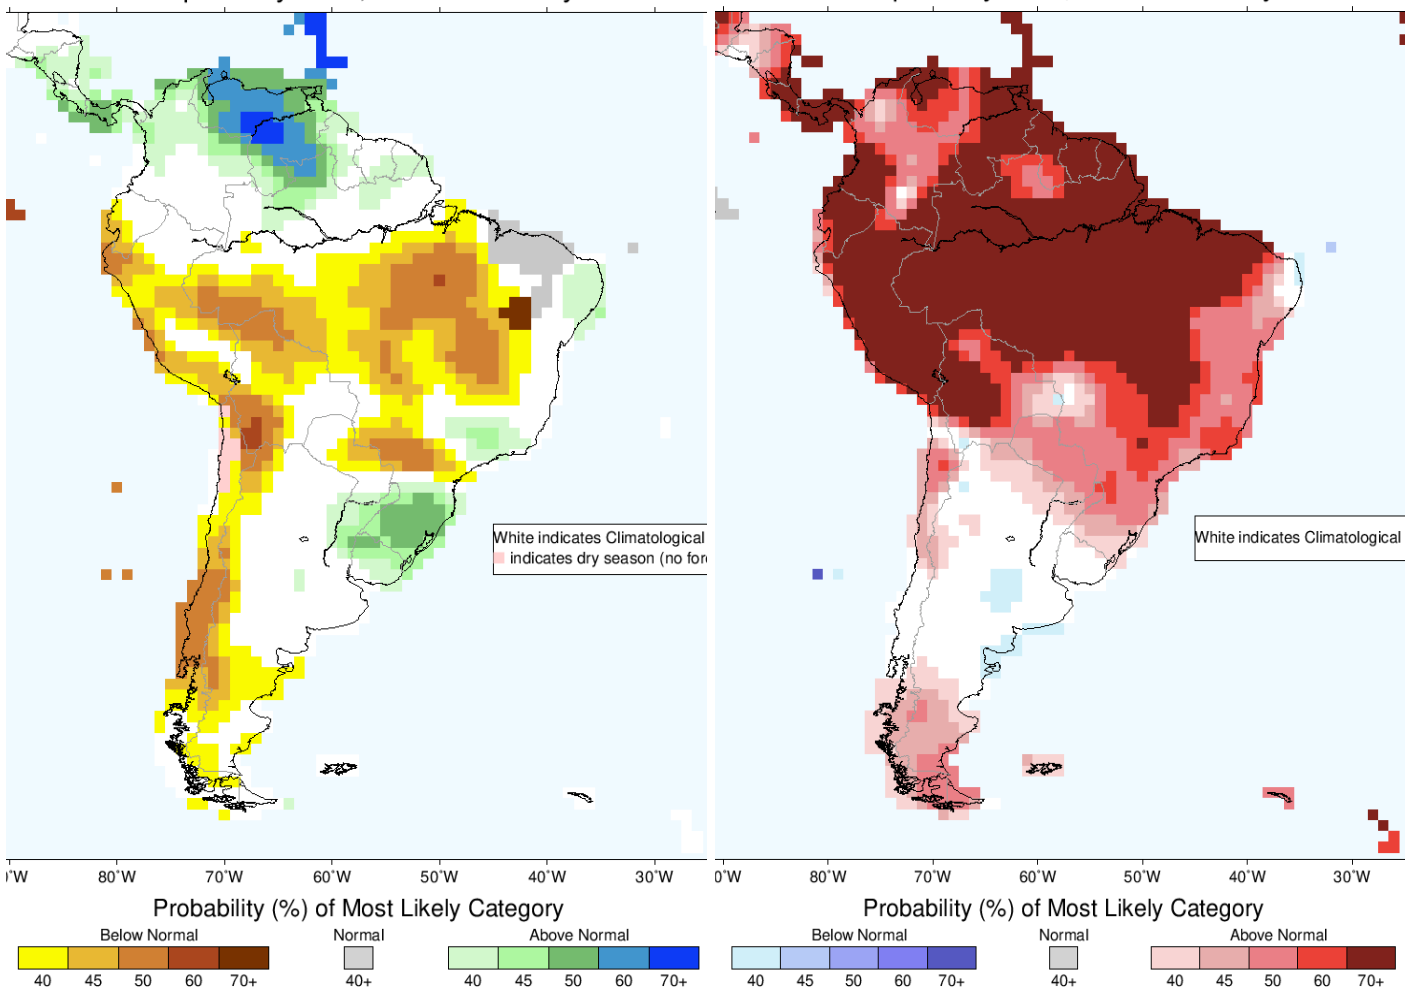 White indicates Climatological
indicates dry season (no for
White indicates Climatological
0°W 80°W 70°W 60°W 50°W 40°W 30°W
0°W 80°W 70°W 60°W 50°W 40°W 30°W
Probability (%) of Most Likely Category
Below Normal Normal Above Normal
40 45 50 60 70+ 40+ 40 45 50 60 70+
Probability (%) of Most Likely Category
Below Normal Normal Above Normal
40 45 50 60 70+ 40+ 40 45 50 60 70+